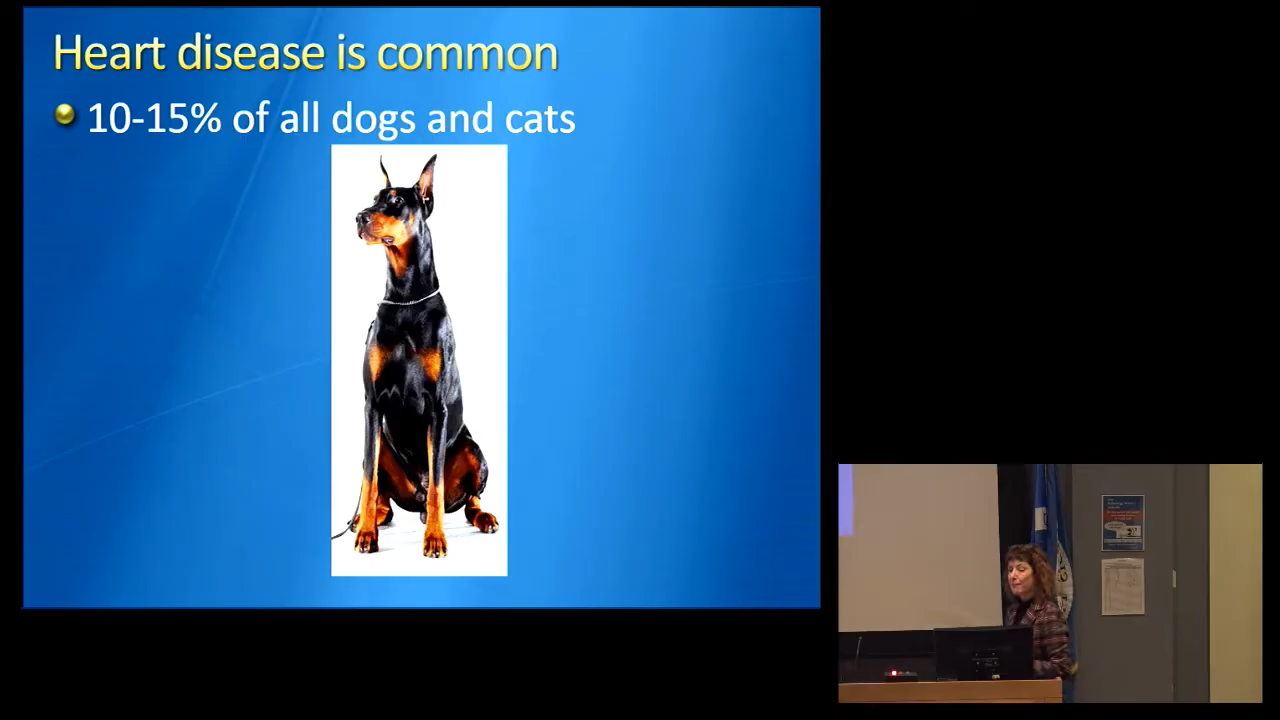 Heart disease is common
10-15% of all dogs and cats